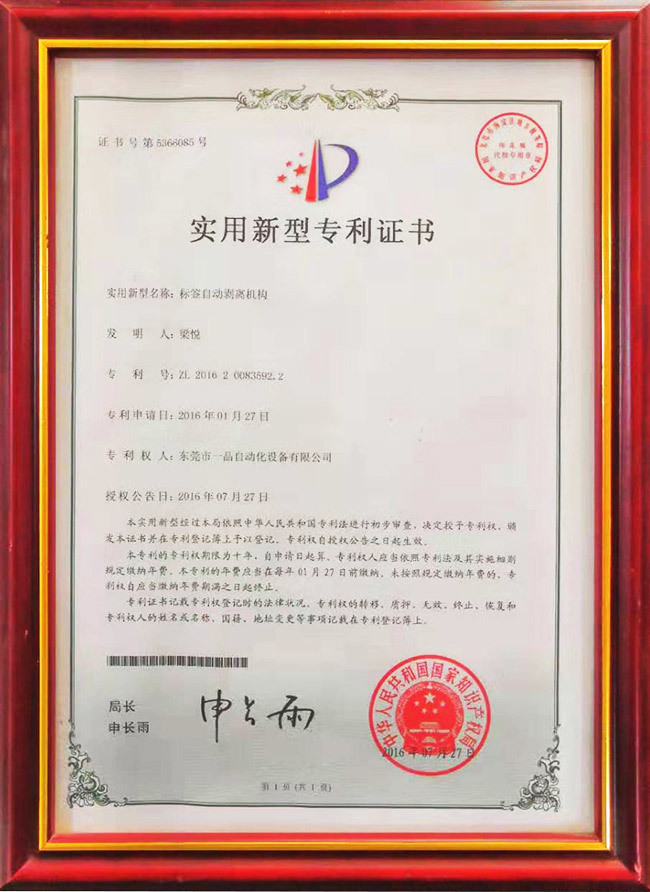 证书号第5366085号
实用新型专利证书
实用新型名称：标签自动剥离机构
发明人：梁悦
专利号：ZL 2016 2 0083592.2
专利申请日：2016年01月27日
专利权人：东莞市一品自动化设备有限公司
授权公告日：2016年07月27日
本实用新型经过本局依照中华人民共和国专利法进行初步审查，决定授予专利权，颁
发本证书并在专利登记簿上予以登记。专利权自授权公告之日起生效。
本专利的专利权期限为十年，自申请日起算。专利权人应当依照专利法及其实施细则
规定缴纳年费。本专利的年费应当在每年01月27日前缴纳。未按照规定缴纳年费的，专
利权自应当缴纳年费期满之日起终止。
专利证书记载专利权登记时的法律状况。专利权的转移、质押、无效、终止、恢复和
专利权人的姓名或名称、国籍、地址变更等事项记载在专利登记簿上。
局长
申长雨
申长雨
中华人民共和国国家知识产权局
2016年07月27日
第1页(共1页)